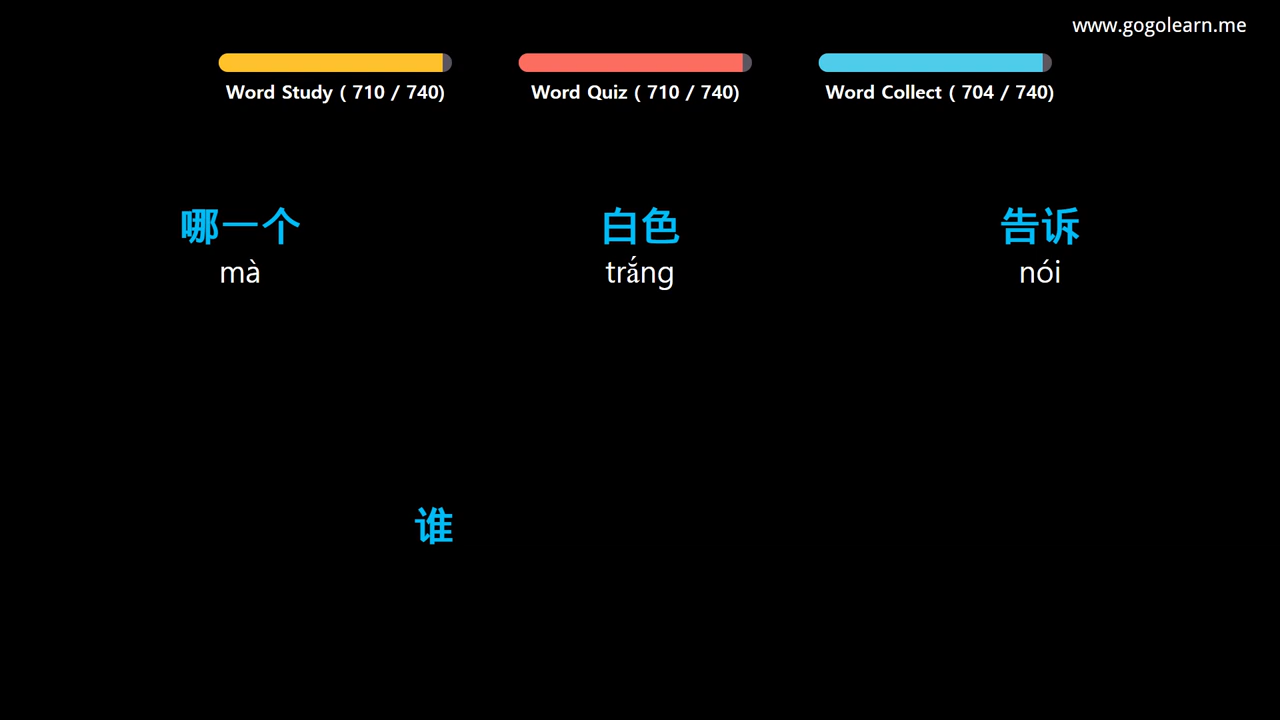 www.gogolearn.me
Word Study ( 710 / 740)
Word Quiz ( 710 / 740)
Word Collect ( 704 / 740)
哪一个
mà
白色
trắng
告诉
nói
谁